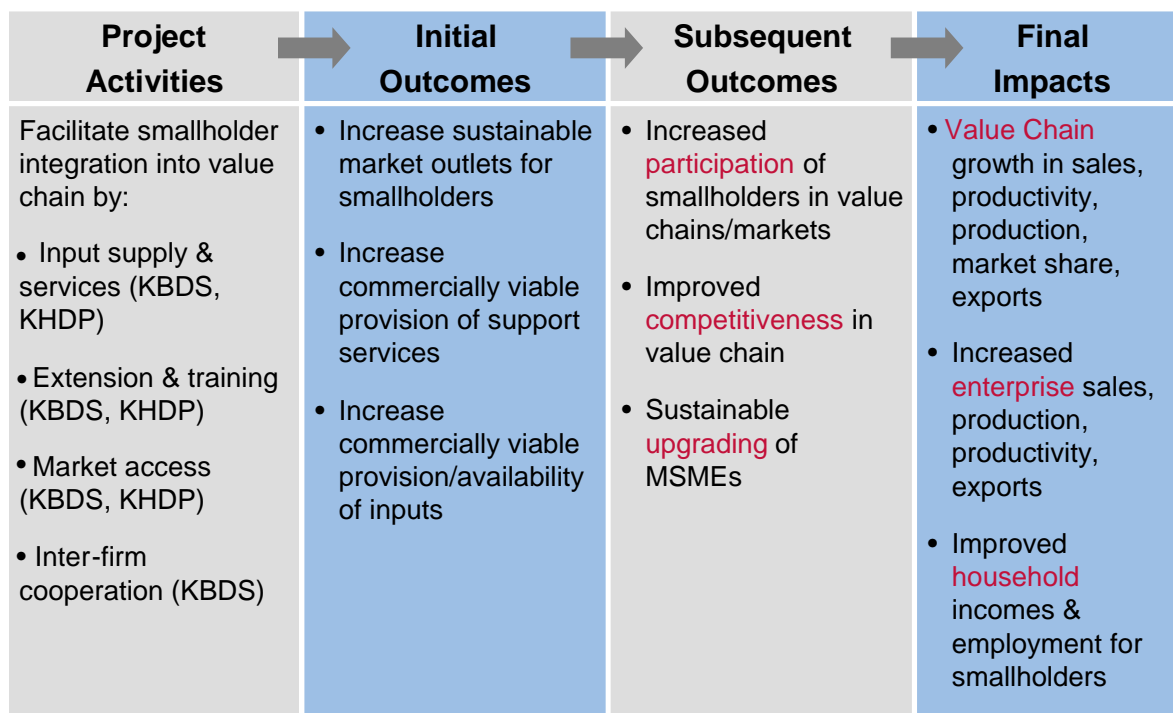 Project
Activities
Initial
Outcomes
Subsequent
Outcomes
Final
Impacts
Facilitate smallholder
integration into value
chain by:
• Input supply &
services (KBDS,
KHDP)
• Extension & training
(KBDS, KHDP)
• Market access
(KBDS, KHDP)
• Inter-firm
cooperation (KBDS)
• Increase sustainable
market outlets for
smallholders
• Increase
commercially viable
provision of support
services
• Increase
commercially viable
provision/availability
of inputs
• Increased
participation of
smallholders in value
chains/markets
• Improved
competitiveness in
value chain
• Sustainable
upgrading of
MSMEs
• Value Chain
growth in sales,
productivity,
production,
market share,
exports
• Increased
enterprise sales,
production,
productivity,
exports
• Improved
household
incomes &
employment for
smallholders